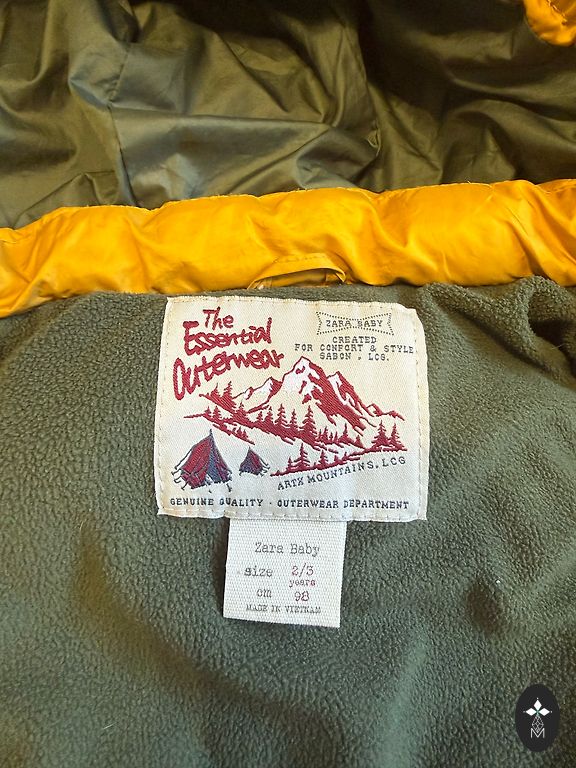 The
Essential
Outerwear
ZARA BABY
CREATED
FOR CONFORT & STYLE
SABON . LCG.
ARTX MOUNTAINS. LCG
GENUINE QUALITY · OUTERWEAR DEPARTMENT
Zara Baby
size 2/3
years
cm 98
MADE IN VIETNAM
M